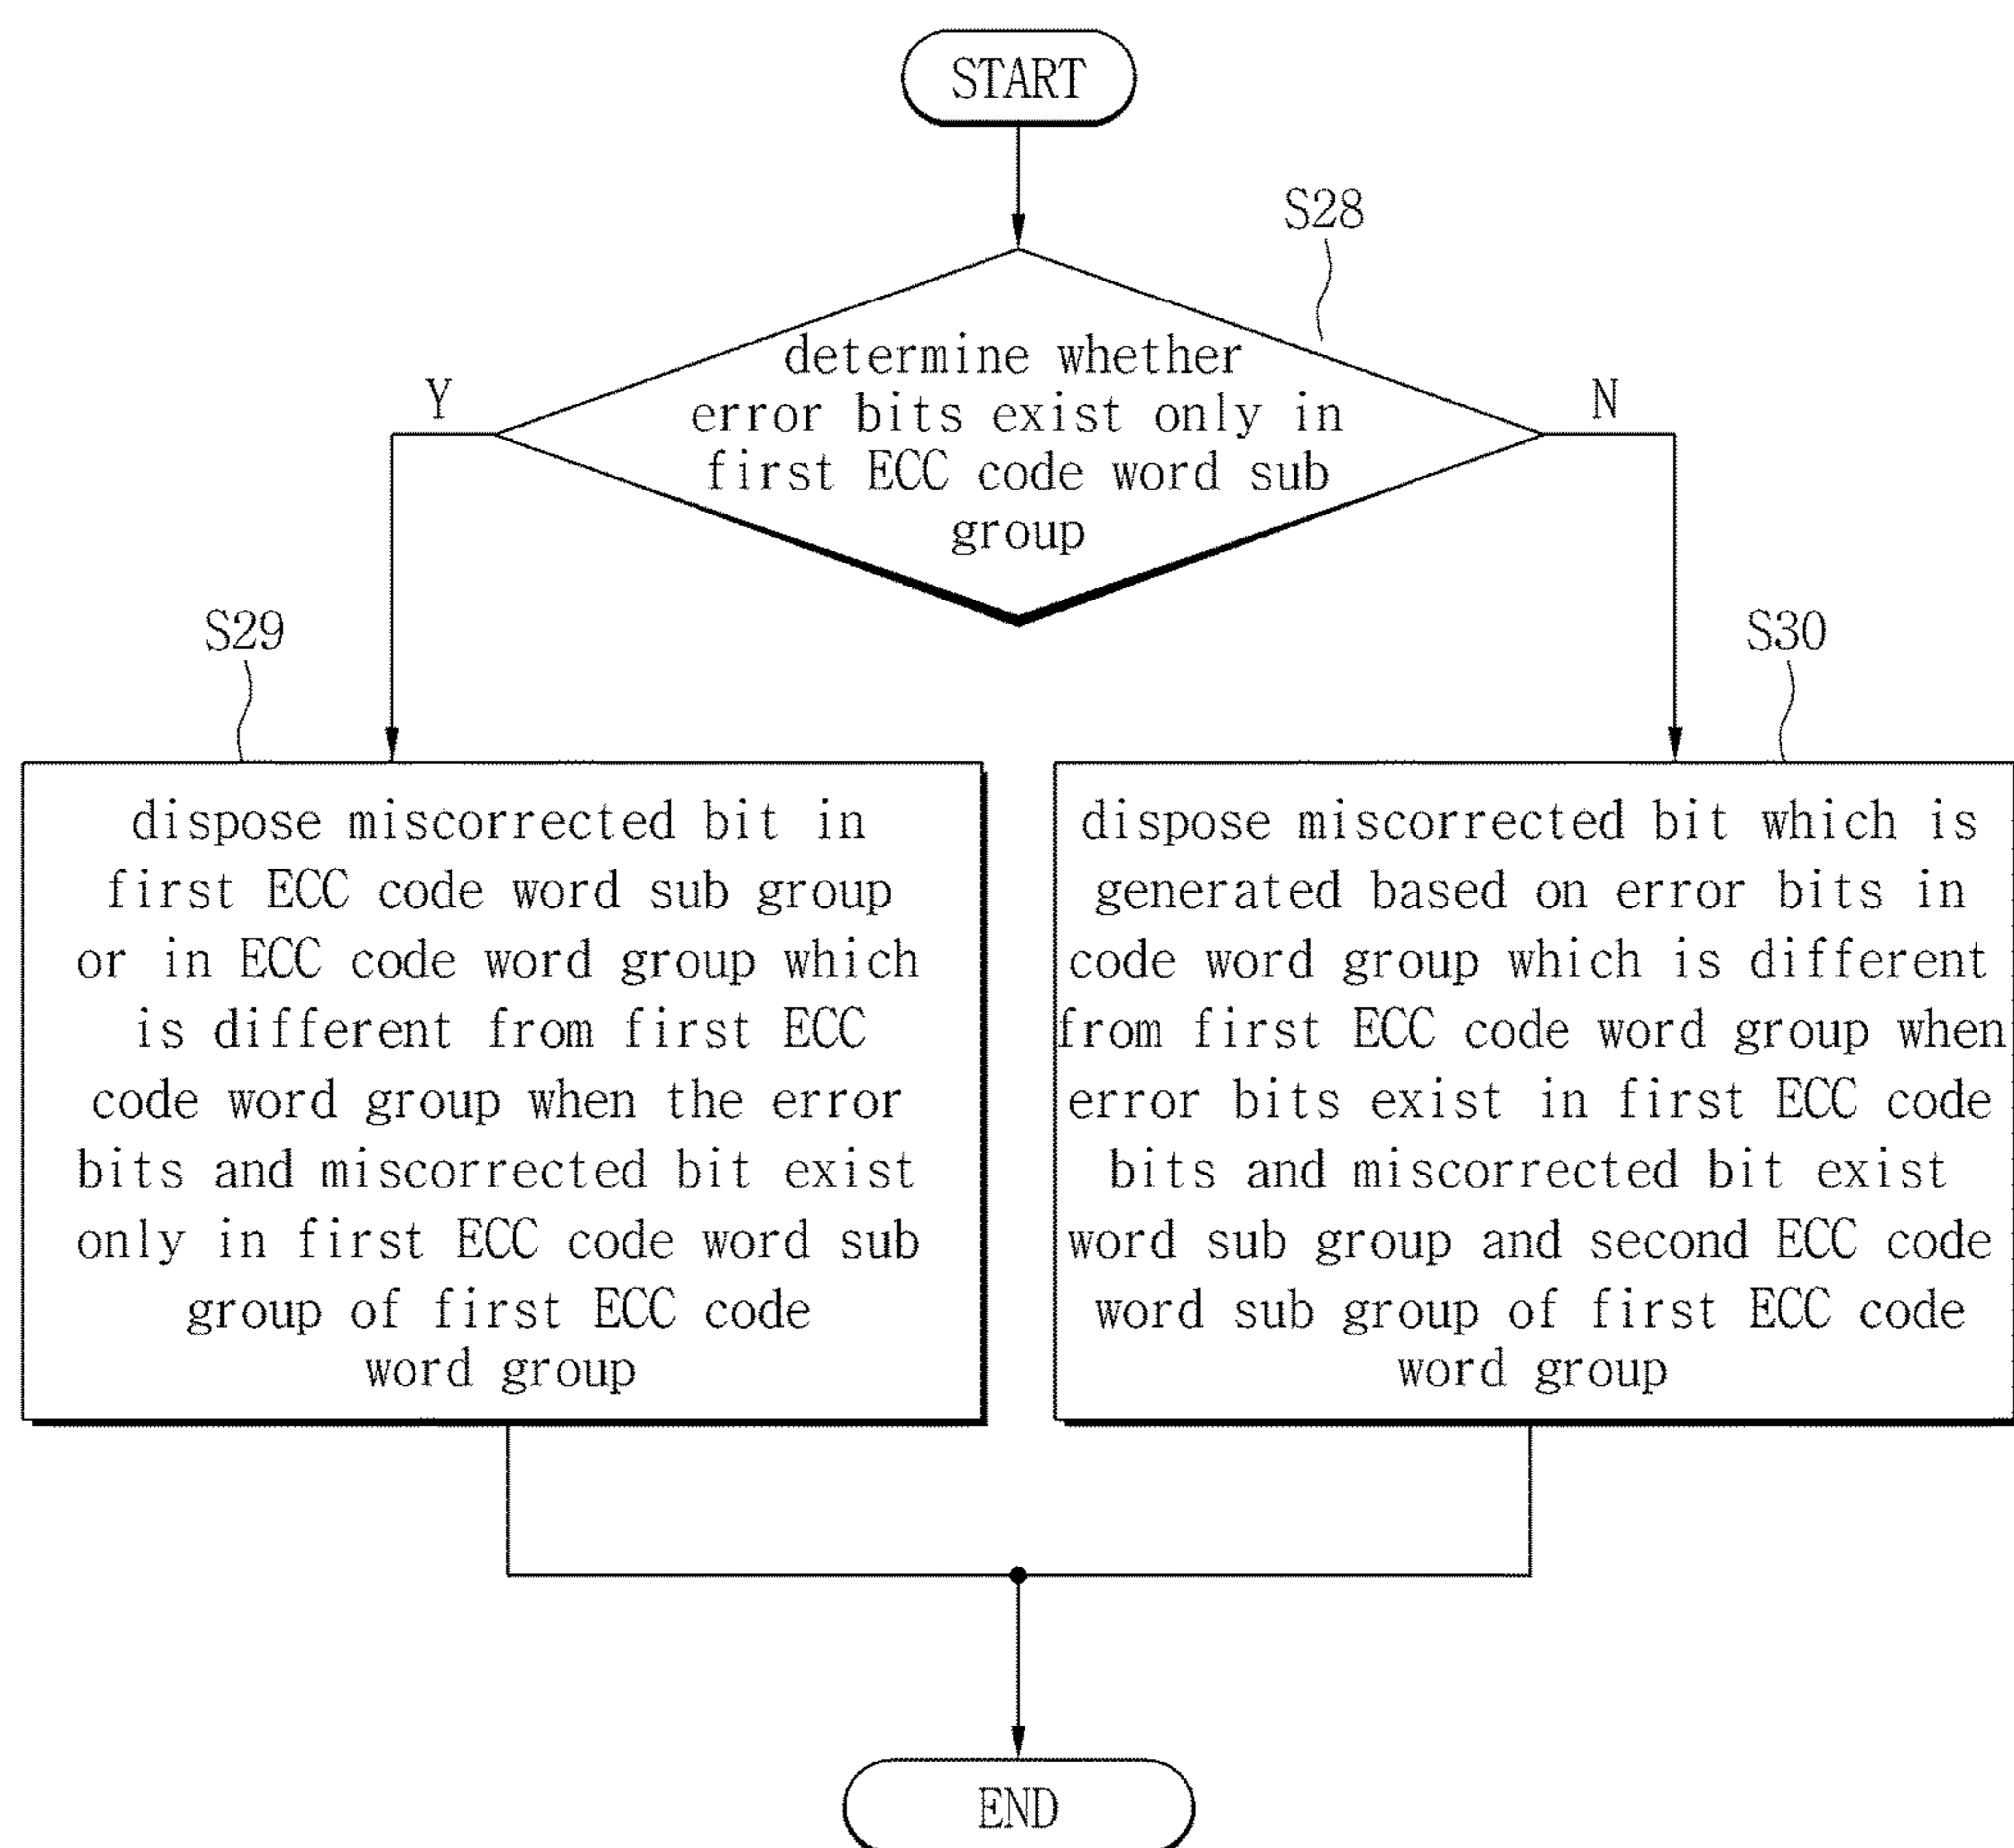 START
S28
determine whether
error bits exist only in
first ECC code word sub
group
Y
N
S29
dispose miscorrected bit in
first ECC code word sub group
or in ECC code word group which
is different from first ECC
code word group when the error
bits and miscorrected bit exist
only in first ECC code word sub
group of first ECC code
word group
S30
dispose miscorrected bit which is
generated based on error bits in
code word group which is different
from first ECC code word group when
error bits exist in first ECC code
bits and miscorrected bit exist
word sub group and second ECC code
word sub group of first ECC code
word group
END